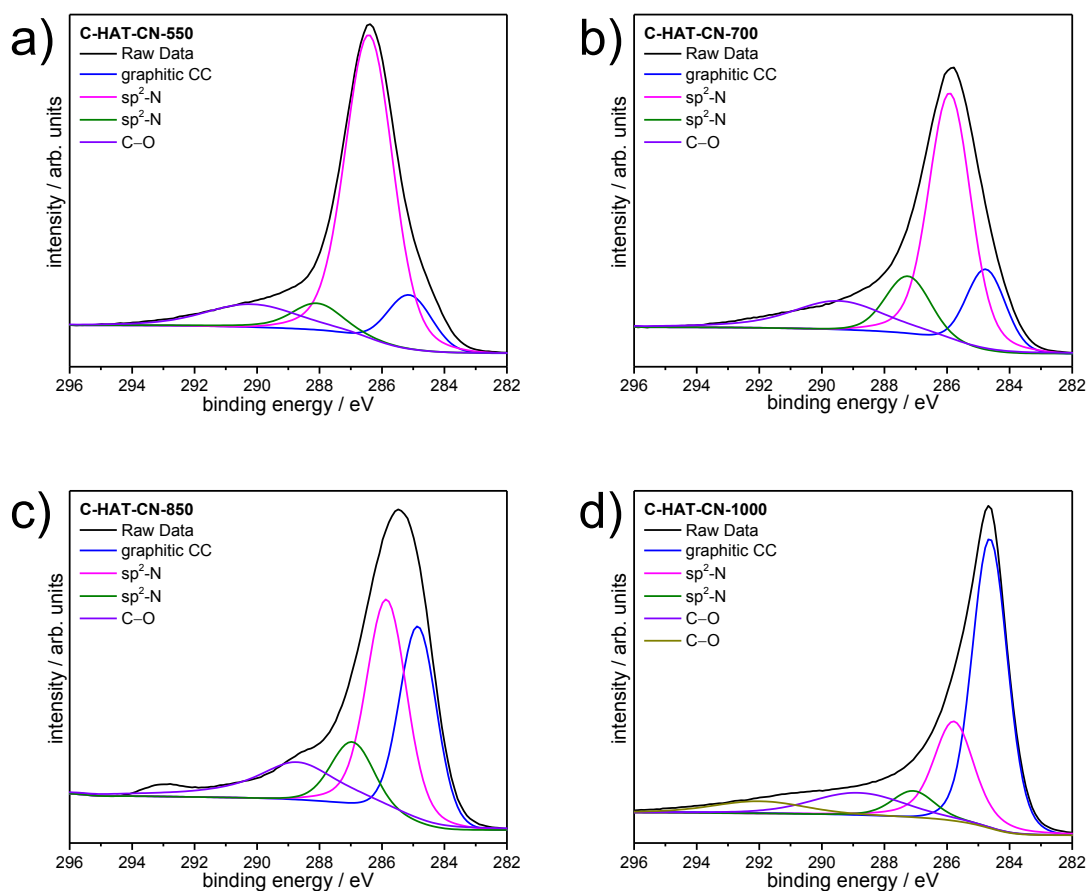 a)
C-HAT-CN-550
Raw Data
graphitic CC
sp²-N
sp²-N
C–O
intensity / arb. units
296 294 292 290 288 286 284 282
binding energy / eV
b)
C-HAT-CN-700
Raw Data
graphitic CC
sp²-N
sp²-N
C–O
intensity / arb. units
296 294 292 290 288 286 284 282
binding energy / eV
c)
C-HAT-CN-850
Raw Data
graphitic CC
sp²-N
sp²-N
C–O
intensity / arb. units
296 294 292 290 288 286 284 282
binding energy / eV
d)
C-HAT-CN-1000
Raw Data
graphitic CC
sp²-N
sp²-N
C–O
C–O
intensity / arb. units
296 294 292 290 288 286 284 282
binding energy / eV